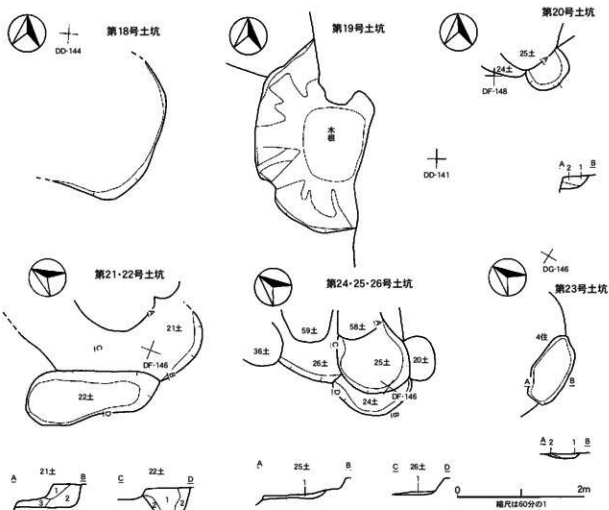 第18号土坑
DD-144
第19号土坑
木根
DD-141
第20号土坑
25土
24土
A
DF-148
A 2 1 B
第21・22号土坑
A
21土
C
DF-146
B
22土
D
第24・25・26号土坑
59土
58土
A
36土
C
26土
25土
20土
D
DF-146
24土
B
DG-146
第23号土坑
4住
A
B
A 2 1 B
21土
A
B
1
3
2
22土
C
D
2
1
2
25土
A
B
1
26土
C
D
1
0
2m
縮尺は60分の1